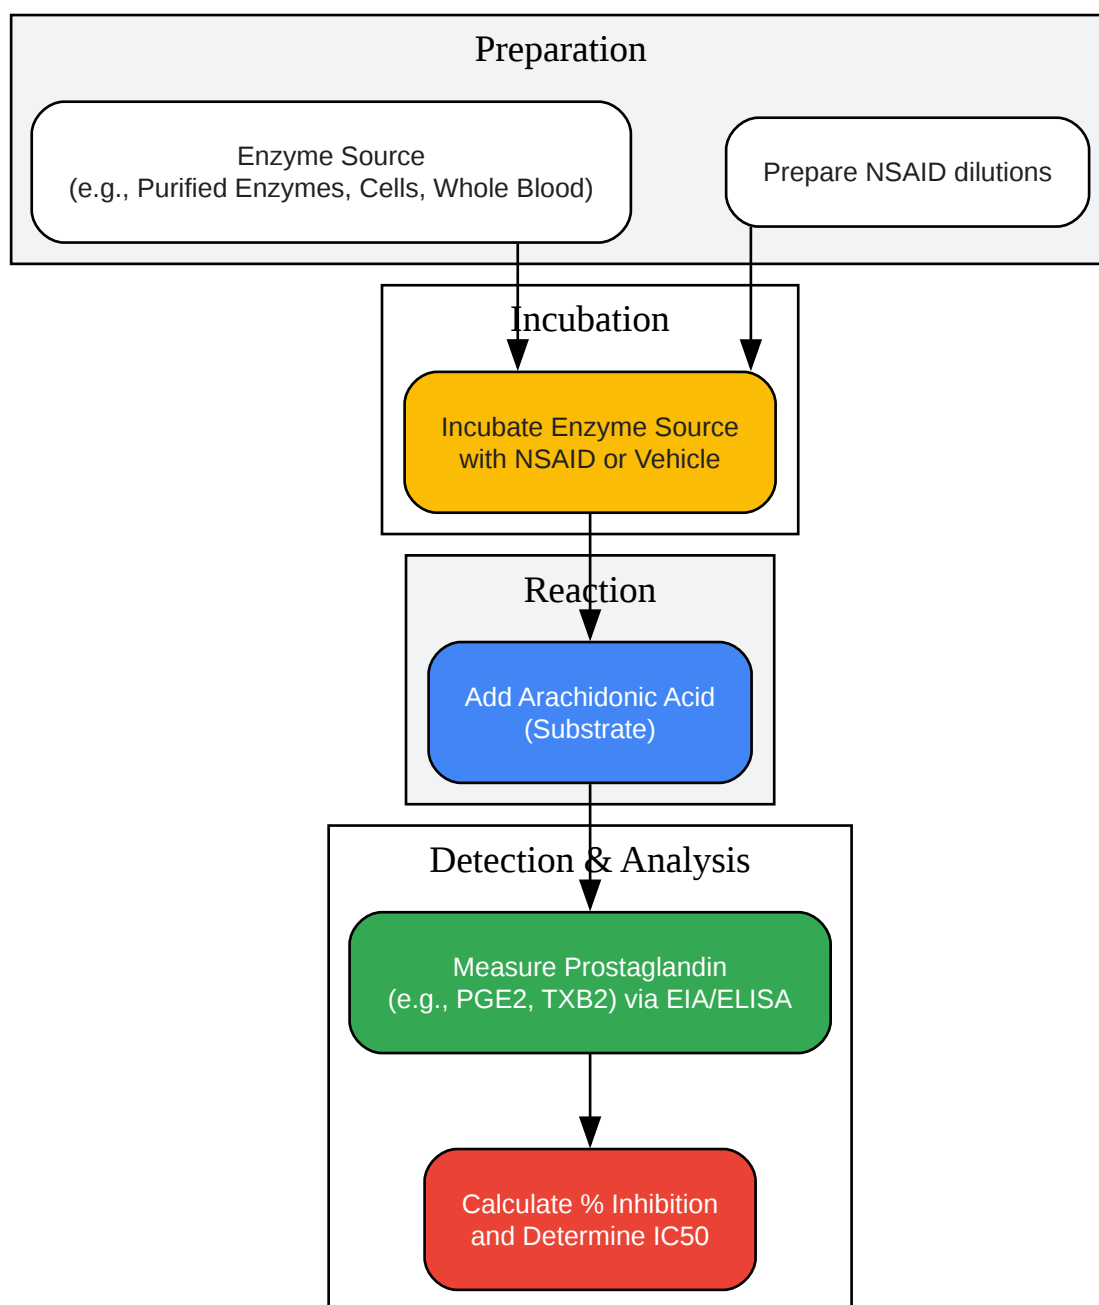 Preparation
Enzyme Source
(e.g., Purified Enzymes, Cells, Whole Blood)
Prepare NSAID dilutions
Incubation
Incubate Enzyme Source
with NSAID or Vehicle
Reaction
Add Arachidonic Acid
(Substrate)
Detection & Analysis
Measure Prostaglandin
(e.g., PGE2, TXB2) via EIA/ELISA
Calculate % Inhibition
and Determine IC50